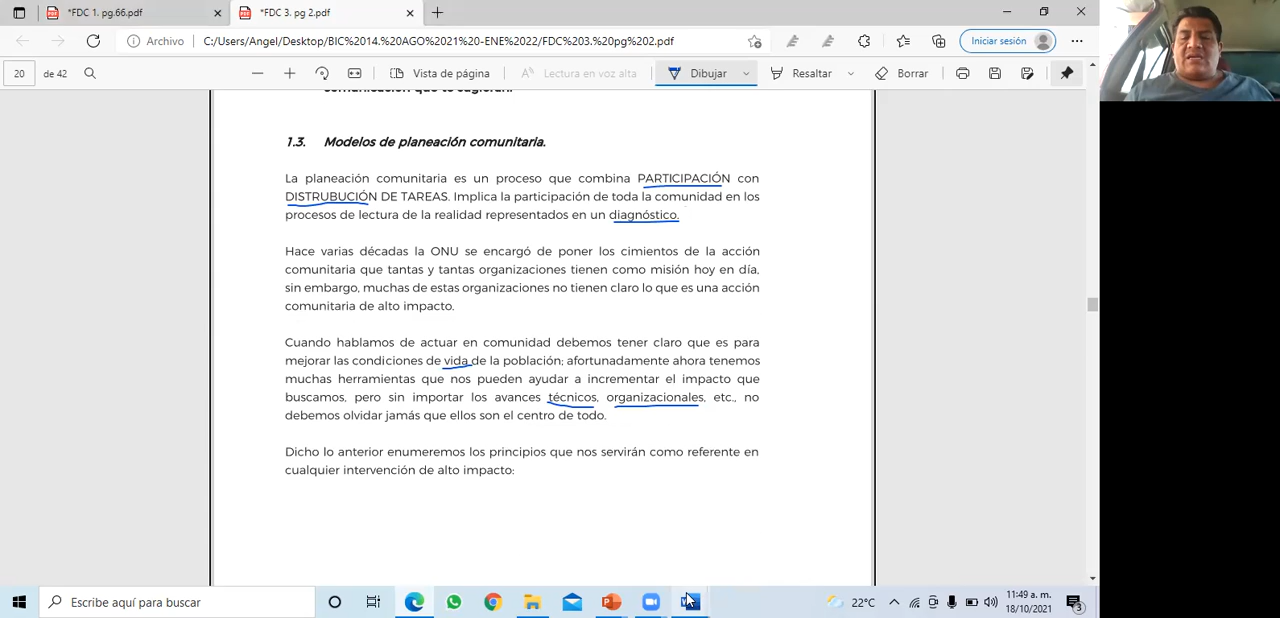 *FDC 1. pg.66.pdf
*FDC 3. pg 2.pdf
Archivo
C:/Users/Angel/Desktop/BIC%2014.%20AGO%2021%20ENE%2022/FDC%203.%20pg%202.pdf
Iniciar sesión
20 de 42
Vista de página
Lectura en voz alta
Dibujar
Resaltar
Borrar
comunicación que te sugieran.
1.3. Modelos de planeación comunitaria.
La planeación comunitaria es un proceso que combina PARTICIPACIÓN con
DISTRUBUCIÓN DE TAREAS. Implica la participación de toda la comunidad en los
procesos de lectura de la realidad representados en un diagnóstico.
Hace varias décadas la ONU se encargó de poner los cimientos de la acción
comunitaria que tantas y tantas organizaciones tienen como misión hoy en día,
sin embargo, muchas de estas organizaciones no tienen claro lo que es una acción
comunitaria de alto impacto.
Cuando hablamos de actuar en comunidad debemos tener claro que es para
mejorar las condiciones de vida de la población; afortunadamente ahora tenemos
muchas herramientas que nos pueden ayudar a incrementar el impacto que
buscamos, pero sin importar los avances técnicos, organizacionales, etc., no
debemos olvidar jamás que ellos son el centro de todo.
Dicho lo anterior enumeremos los principios que nos servirán como referente en
cualquier intervención de alto impacto:
Escribe aquí para buscar
22°C
11:49 a. m.
18/10/2021
3